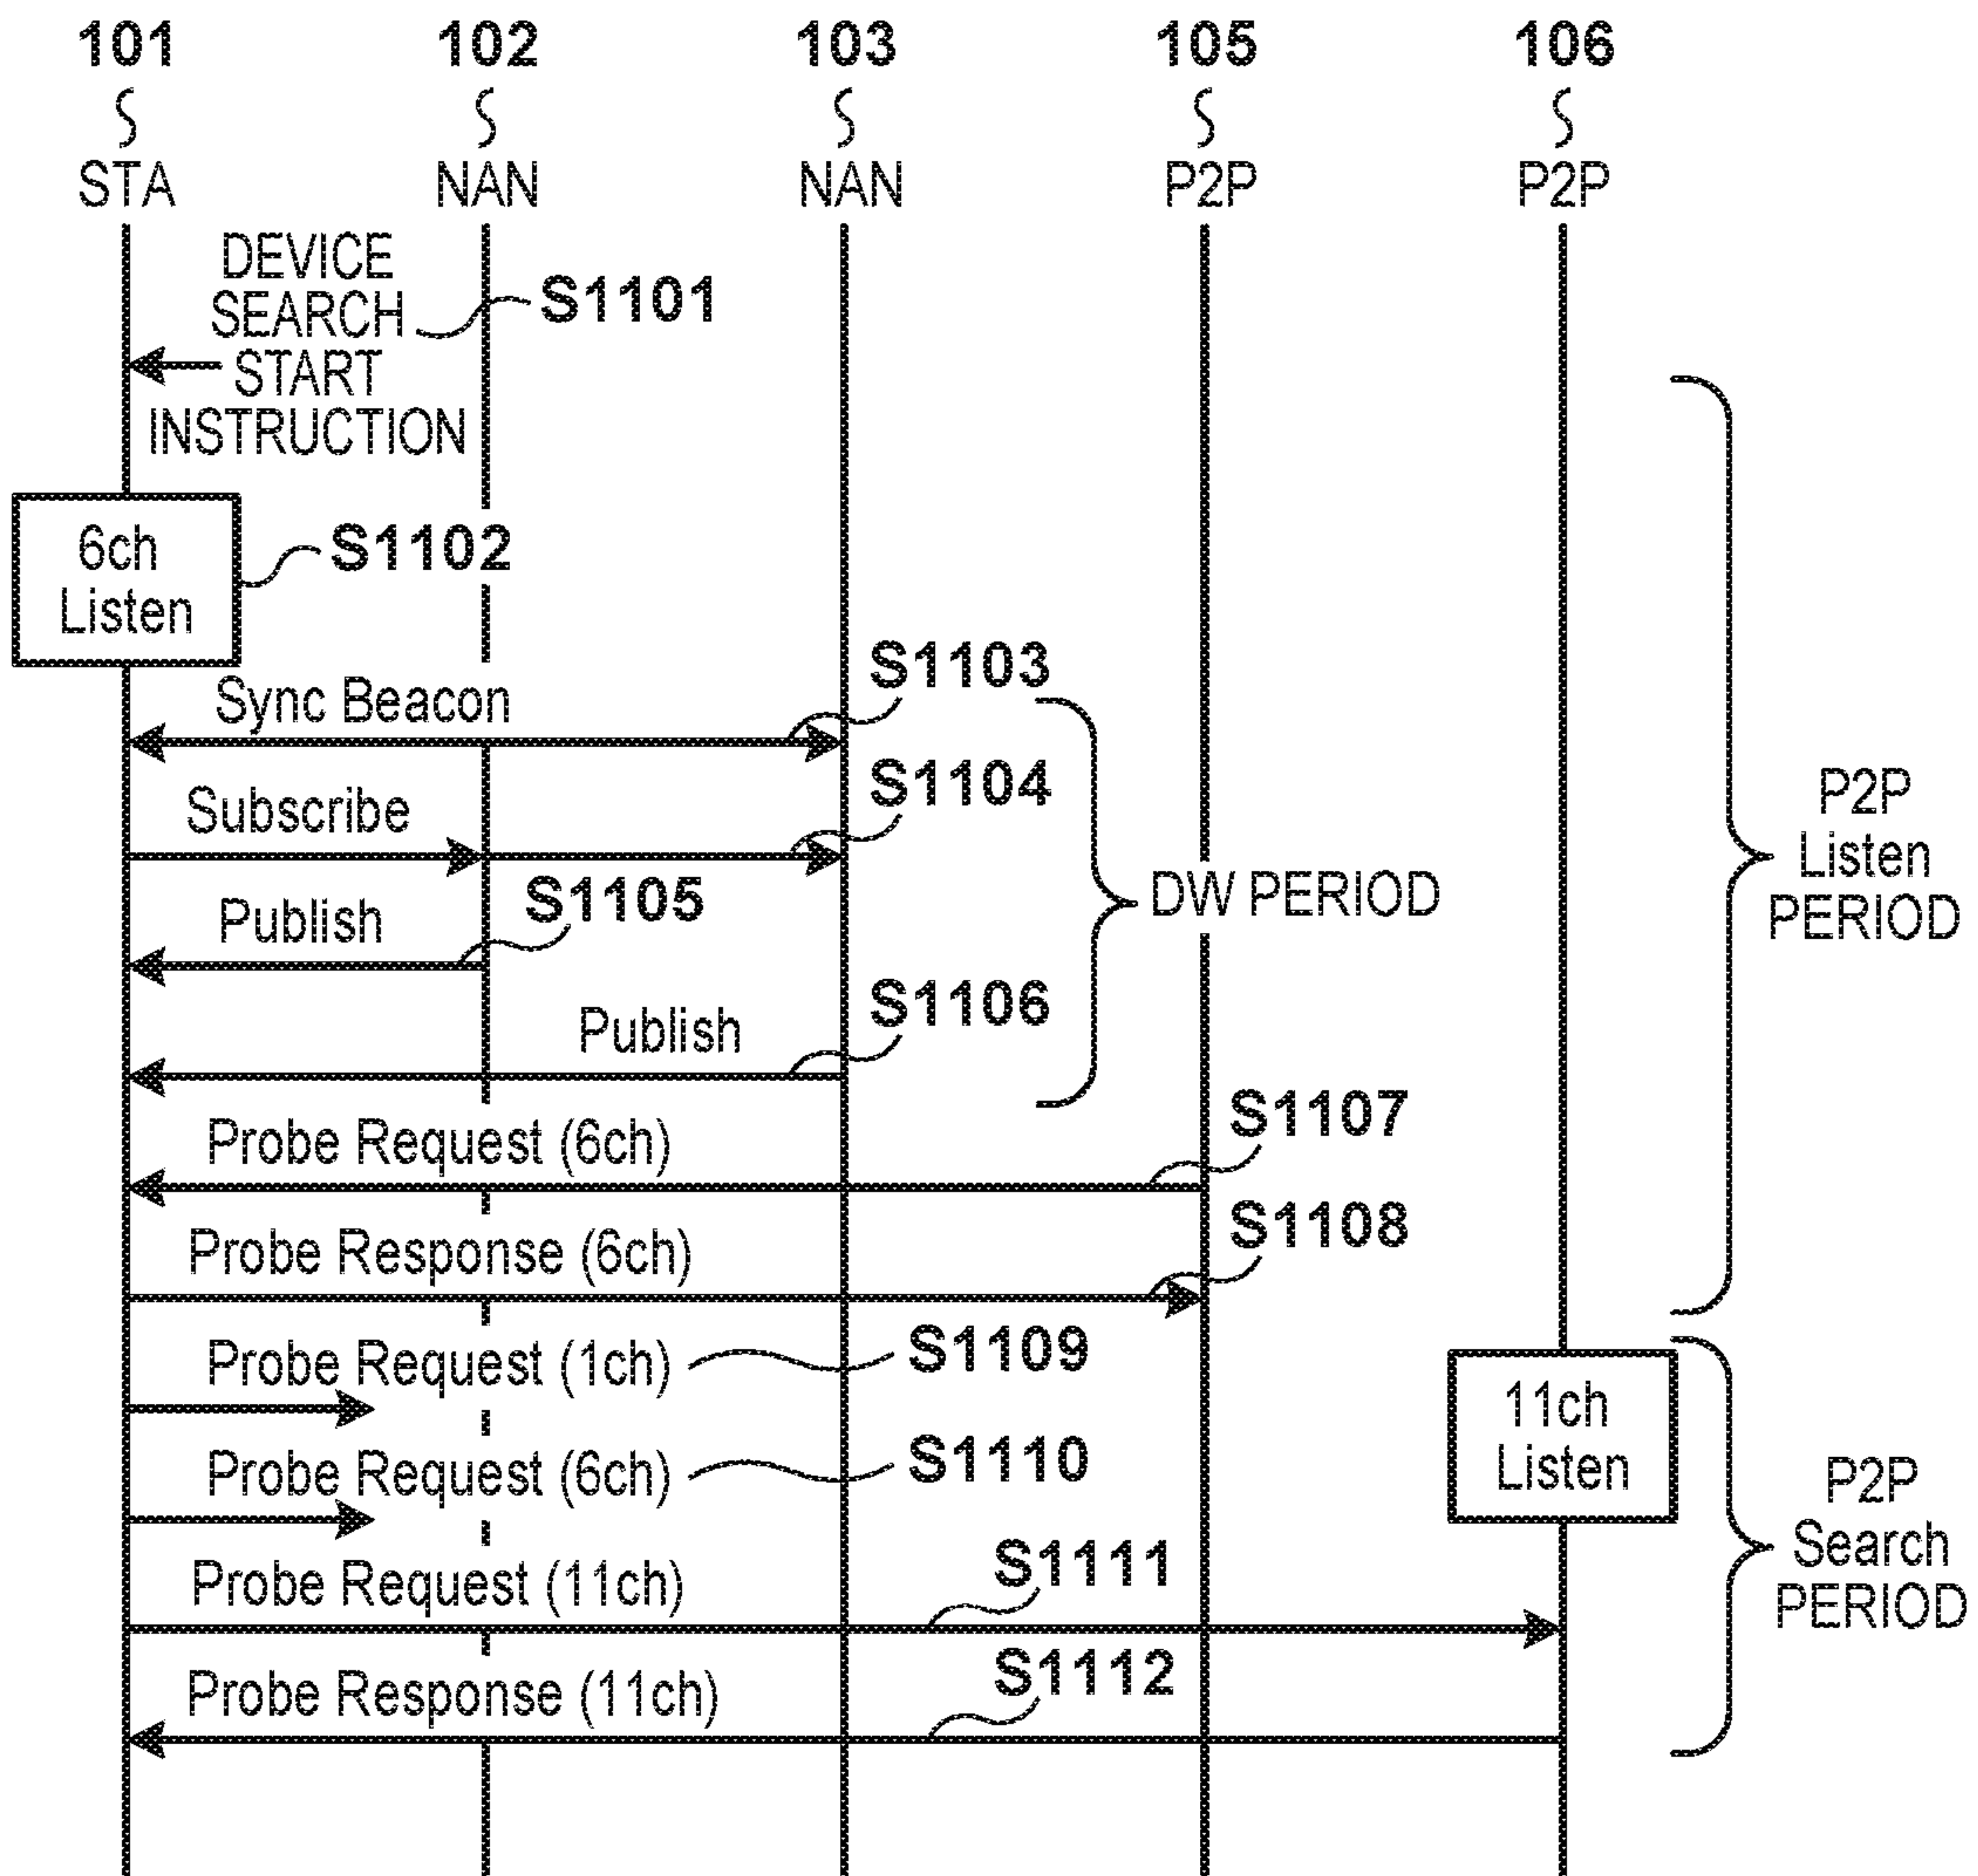 101 102 103 105 106
STA NAN NAN P2P P2P
DEVICE
SEARCH
START
INSTRUCTION
S1101
6ch
Listen
S1102
Sync Beacon
S1103
Subscribe
S1104
Publish
S1105
Publish
S1106
DW PERIOD
P2P
Listen
PERIOD
Probe Request (6ch)
S1107
Probe Response (6ch)
S1108
Probe Request (1ch)
S1109
11ch
Listen
Probe Request (6ch)
S1110
P2P
Search
PERIOD
Probe Request (11ch)
S1111
Probe Response (11ch)
S1112